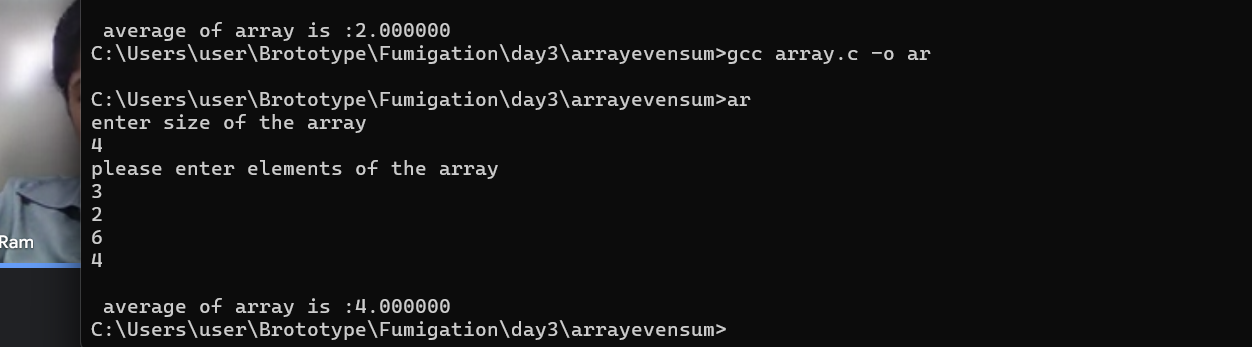 average of array is :2.000000
C:\Users\user\Brototype\Fumigation\day3\arrayevensum>gcc array.c -o ar
C:\Users\user\Brototype\Fumigation\day3\arrayevensum>ar
enter size of the array
4
please enter elements of the array
3
2
6
4
Ram
average of array is :4.000000
C:\Users\user\Brototype\Fumigation\day3\arrayevensum>